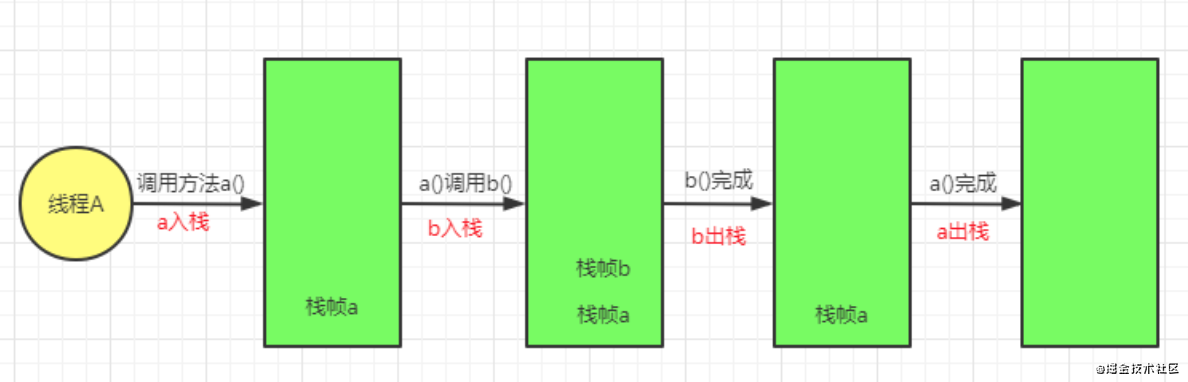 线程A
调用方法a()
a入栈
栈帧a
a()调用b()
b入栈
栈帧b
栈帧a
b()完成
b出栈
栈帧a
a()完成
a出栈
@掘金技术社区